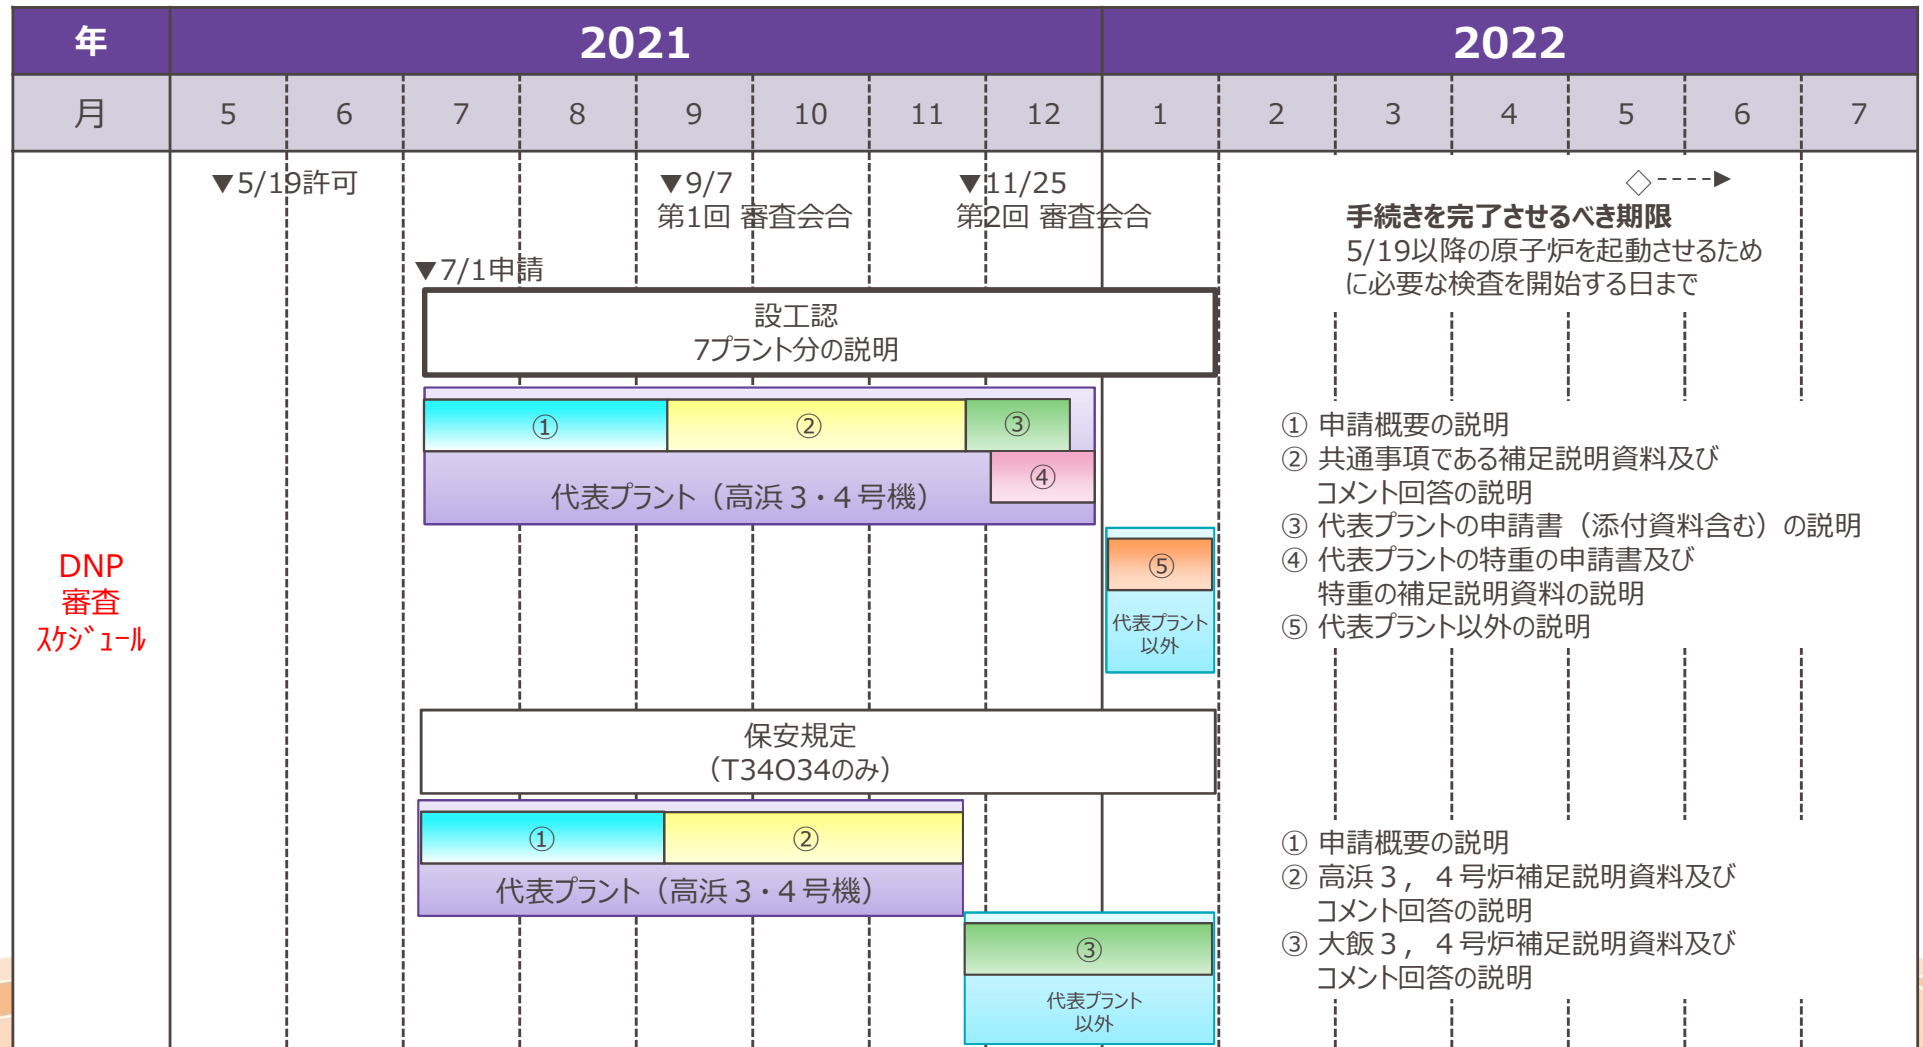 年
2021
2022
月
5
6
7
8
9
10
11
12
1
2
3
4
5
6
7
DNP
審査
ｽｹｼﾞｭｰﾙ
▼5/19許可
▼9/7
第1回 審査会合
▼11/25
第2回 審査会合
手続きを完了させるべき期限
5/19以降の原子炉を起動させるため
に必要な検査を開始する日まで
▼7/1申請
設工認
7プラント分の説明
①
②
③
④
代表プラント（高浜３・４号機）
⑤
代表プラント
以外
① 申請概要の説明
② 共通事項である補足説明資料及び
コメント回答の説明
③ 代表プラントの申請書（添付資料含む）の説明
④ 代表プラントの特重の申請書及び
特重の補足説明資料の説明
⑤ 代表プラント以外の説明
保安規定
（T34O34のみ）
①
②
代表プラント（高浜３・４号機）
③
代表プラント
以外
① 申請概要の説明
② 高浜３，４号炉補足説明資料及び
コメント回答の説明
③ 大飯３，４号炉補足説明資料及び
コメント回答の説明